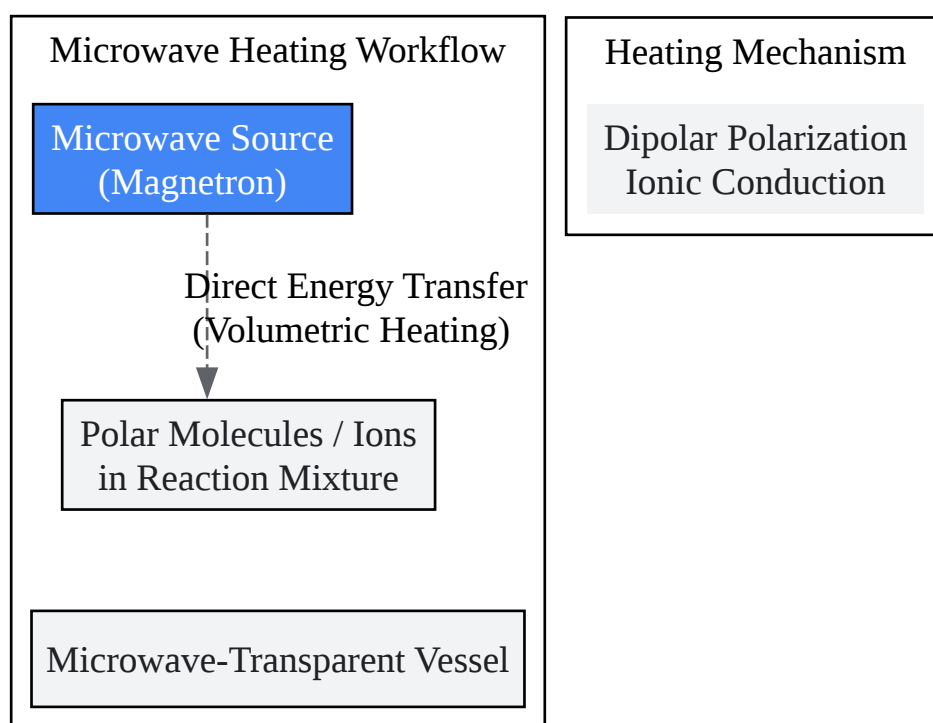 Microwave Heating Workflow
Microwave Source
(Magnetron)
Direct Energy Transfer
(Volumetric Heating)
Polar Molecules / Ions
in Reaction Mixture
Microwave-Transparent Vessel
Heating Mechanism
Dipolar Polarization
Ionic Conduction